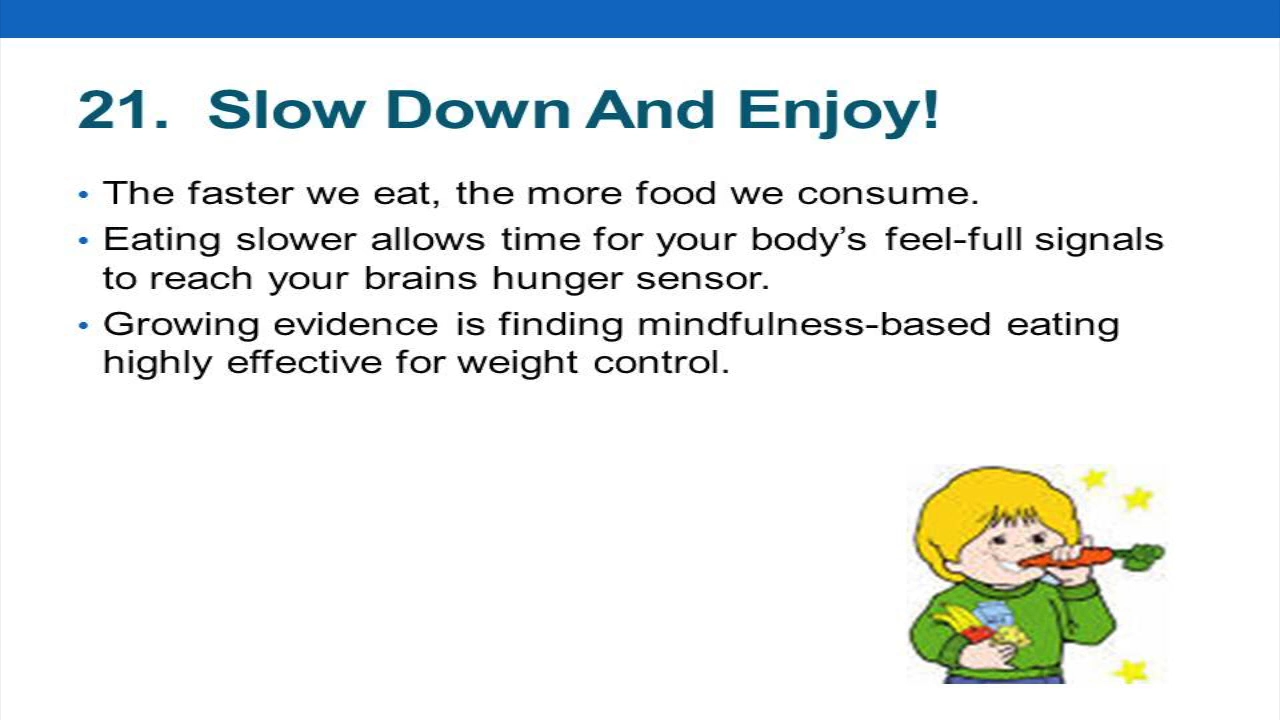 21. Slow Down And Enjoy!
• The faster we eat, the more food we consume.
• Eating slower allows time for your body’s feel-full signals
to reach your brains hunger sensor.
• Growing evidence is finding mindfulness-based eating
highly effective for weight control.